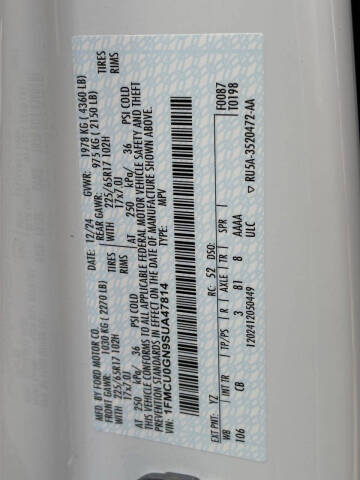 MFD. BY FORD MOTOR CO.
DATE: 12/24 GVWR: 1978 KG ( 4360 LB)
FRONT GAWR: 1030 KG ( 2270 LB) REAR GAWR: 975 KG ( 2150 LB)
WITH 225/65R17 102H TIRES WITH 225/65R17 102H TIRES
17x7.0J RIMS 17x7.0J RIMS
AT 250 kPa/ 36 PSI COLD AT 250 kPa/ 36 PSI COLD
THIS VEHICLE CONFORMS TO ALL APPLICABLE FEDERAL MOTOR VEHICLE SAFETY AND THEFT
PREVENTION STANDARDS IN EFFECT ON THE DATE OF MANUFACTURE SHOWN ABOVE.
VIN: 1FMCU0GN9SUA47814 TYPE: MPV
F0087
T0198
EXT PNT: YZ RC: 52 DSO:
WB INT TR TP/PS R AXLE TR SPR
106 CB 3 81 8 AAAA
ULC
1202412050449
RU5A-3520472-AA